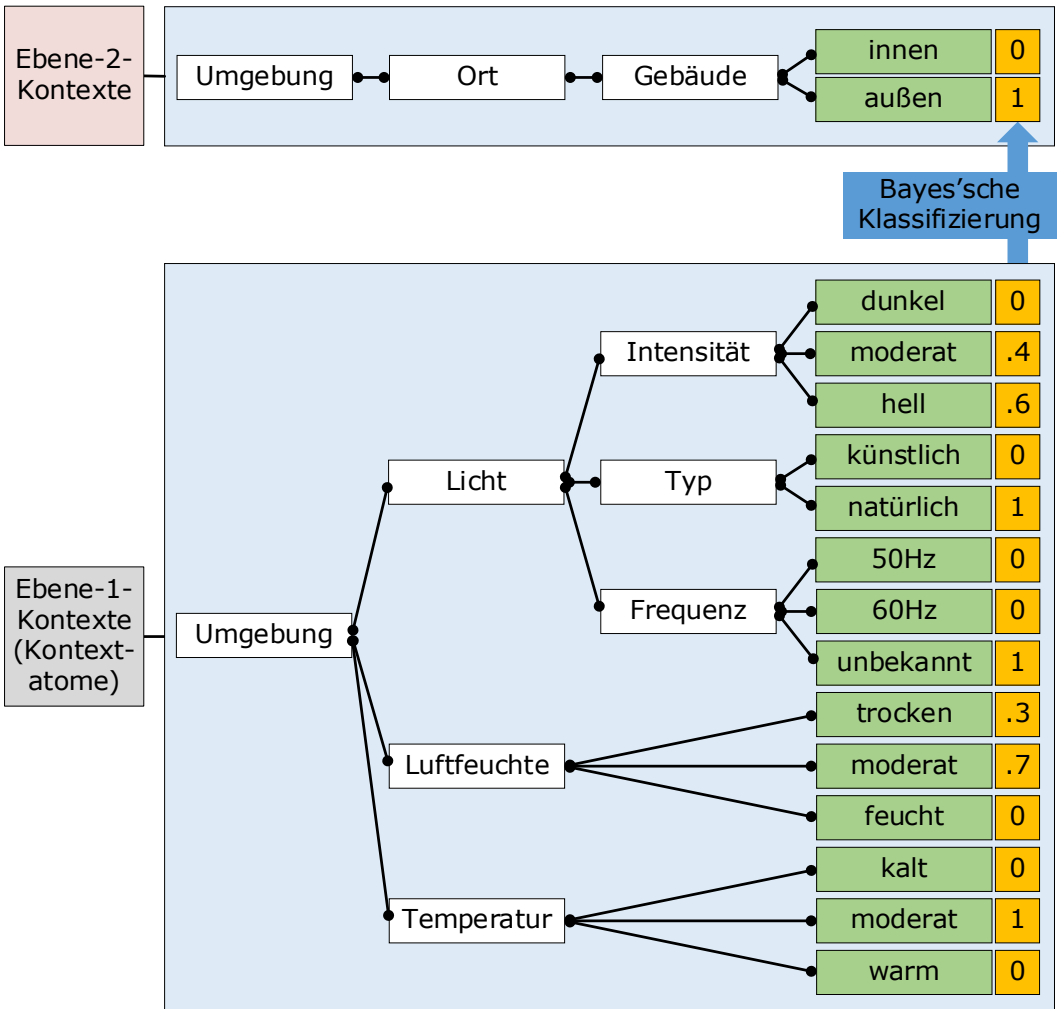 Ebene-2-
Kontexte
Umgebung
Ort
Gebäude
innen 0
außen 1
Bayes’sche
Klassifizierung
Ebene-1-
Kontexte
(Kontext-
atome)
Umgebung
Licht
Intensität
dunkel 0
moderat .4
hell .6
Typ
künstlich 0
natürlich 1
Frequenz
50Hz 0
60Hz 0
unbekannt 1
Luftfeuchte
trocken .3
moderat .7
feucht 0
Temperatur
kalt 0
moderat 1
warm 0